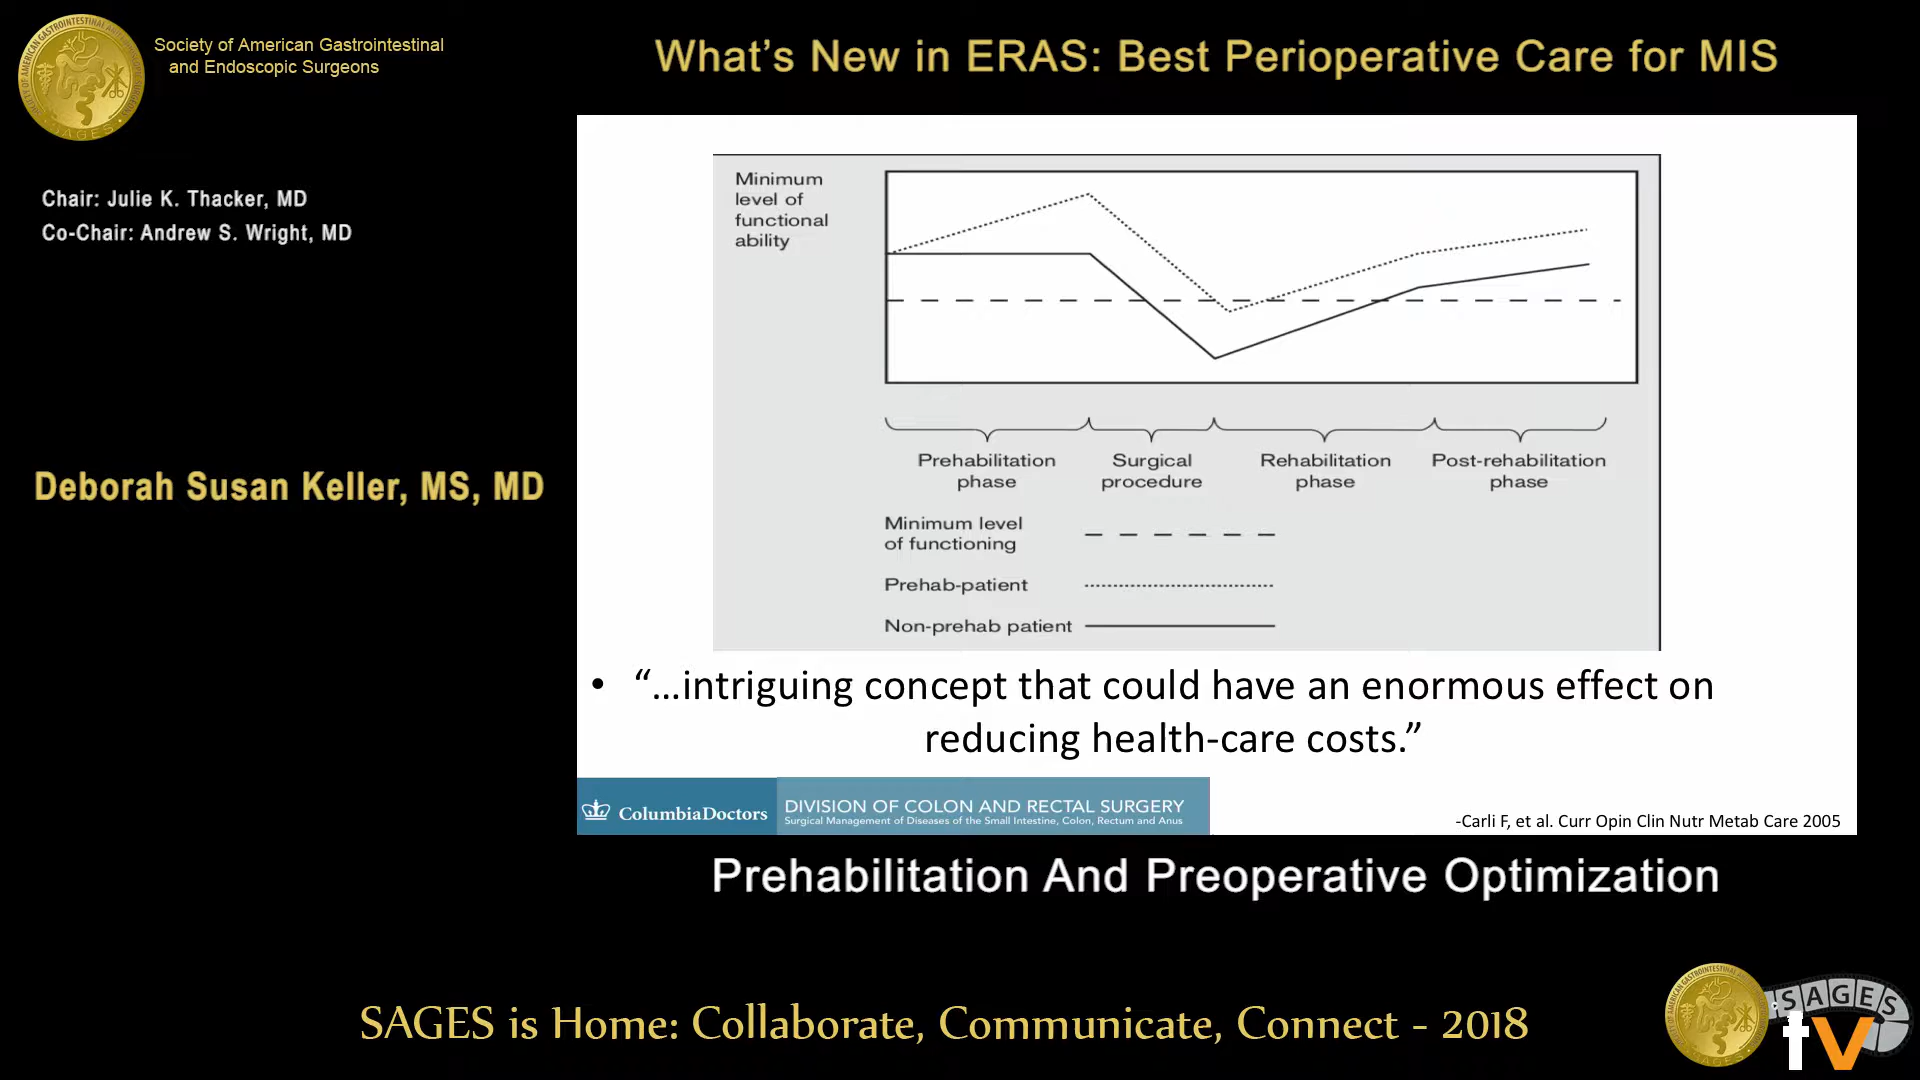 Society of American Gastrointestinal
and Endoscopic Surgeons
What's New in ERAS: Best Perioperative Care for MIS
Chair: Julie K. Thacker, MD
Co-Chair: Andrew S. Wright, MD
Deborah Susan Keller, MS, MD
Minimum
level of
functional
ability
Prehabilitation
phase
Surgical
procedure
Rehabilitation
phase
Post-rehabilitation
phase
Minimum level
of functioning
Prehab-patient
Non-prehab patient
• “...intriguing concept that could have an enormous effect on
reducing health-care costs.”
ColumbiaDoctors
DIVISION OF COLON AND RECTAL SURGERY
Surgical Management of Diseases of the Small Intestine, Colon, Rectum and Anus
-Carli F, et al. Curr Opin Clin Nutr Metab Care 2005
Prehabilitation And Preoperative Optimization
SAGES is Home: Collaborate, Communicate, Connect - 2018
SAGES
tv